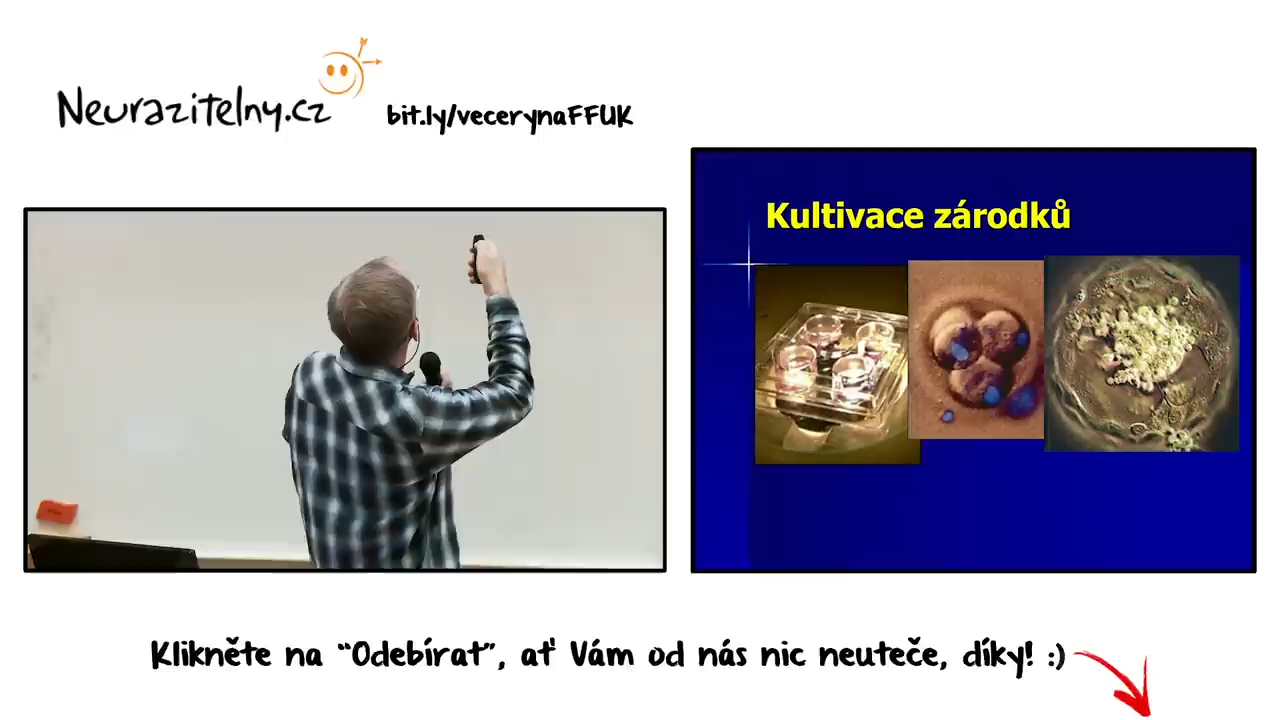 Neurazitelny.cz
bit.ly/vecerynaFFUK
Kultivace zárodků
Klikněte na “Odebírat”, ať Vám od nás nic neuteče, díky! :)